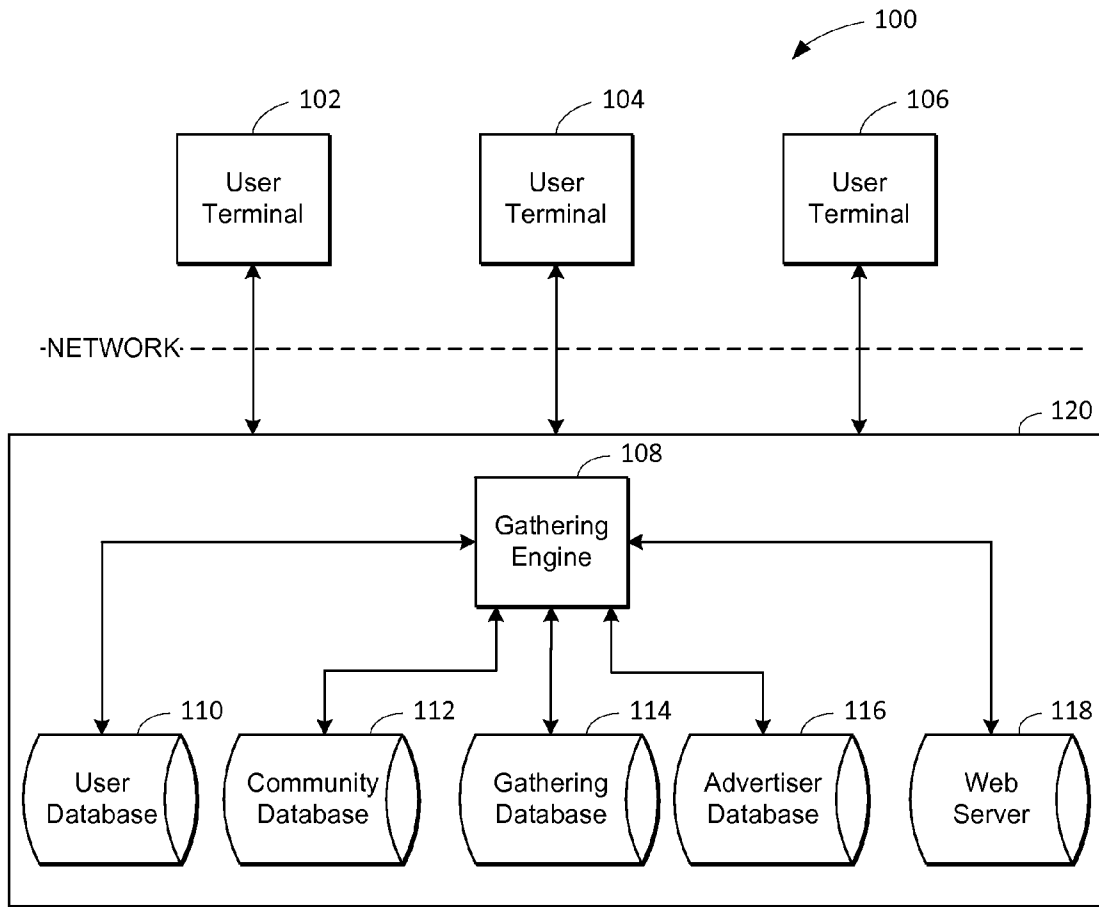 100
102
104
106
User
Terminal
User
Terminal
User
Terminal
-NETWORK-
120
108
Gathering
Engine
110
112
114
116
118
User
Database
Community
Database
Gathering
Database
Advertiser
Database
Web
Server